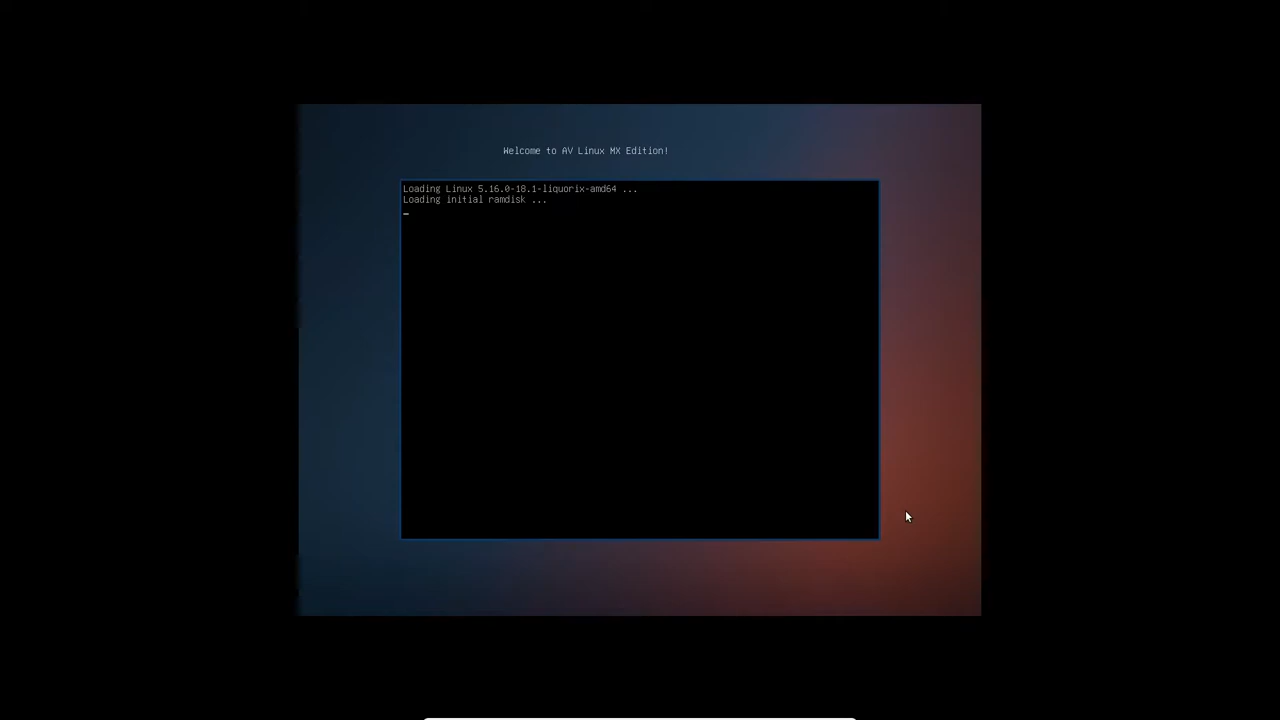 Welcome to AV Linux MX Edition!
Loading Linux 5.16.0-18.1-liquorix-amd64 ...
Loading initial ramdisk ...